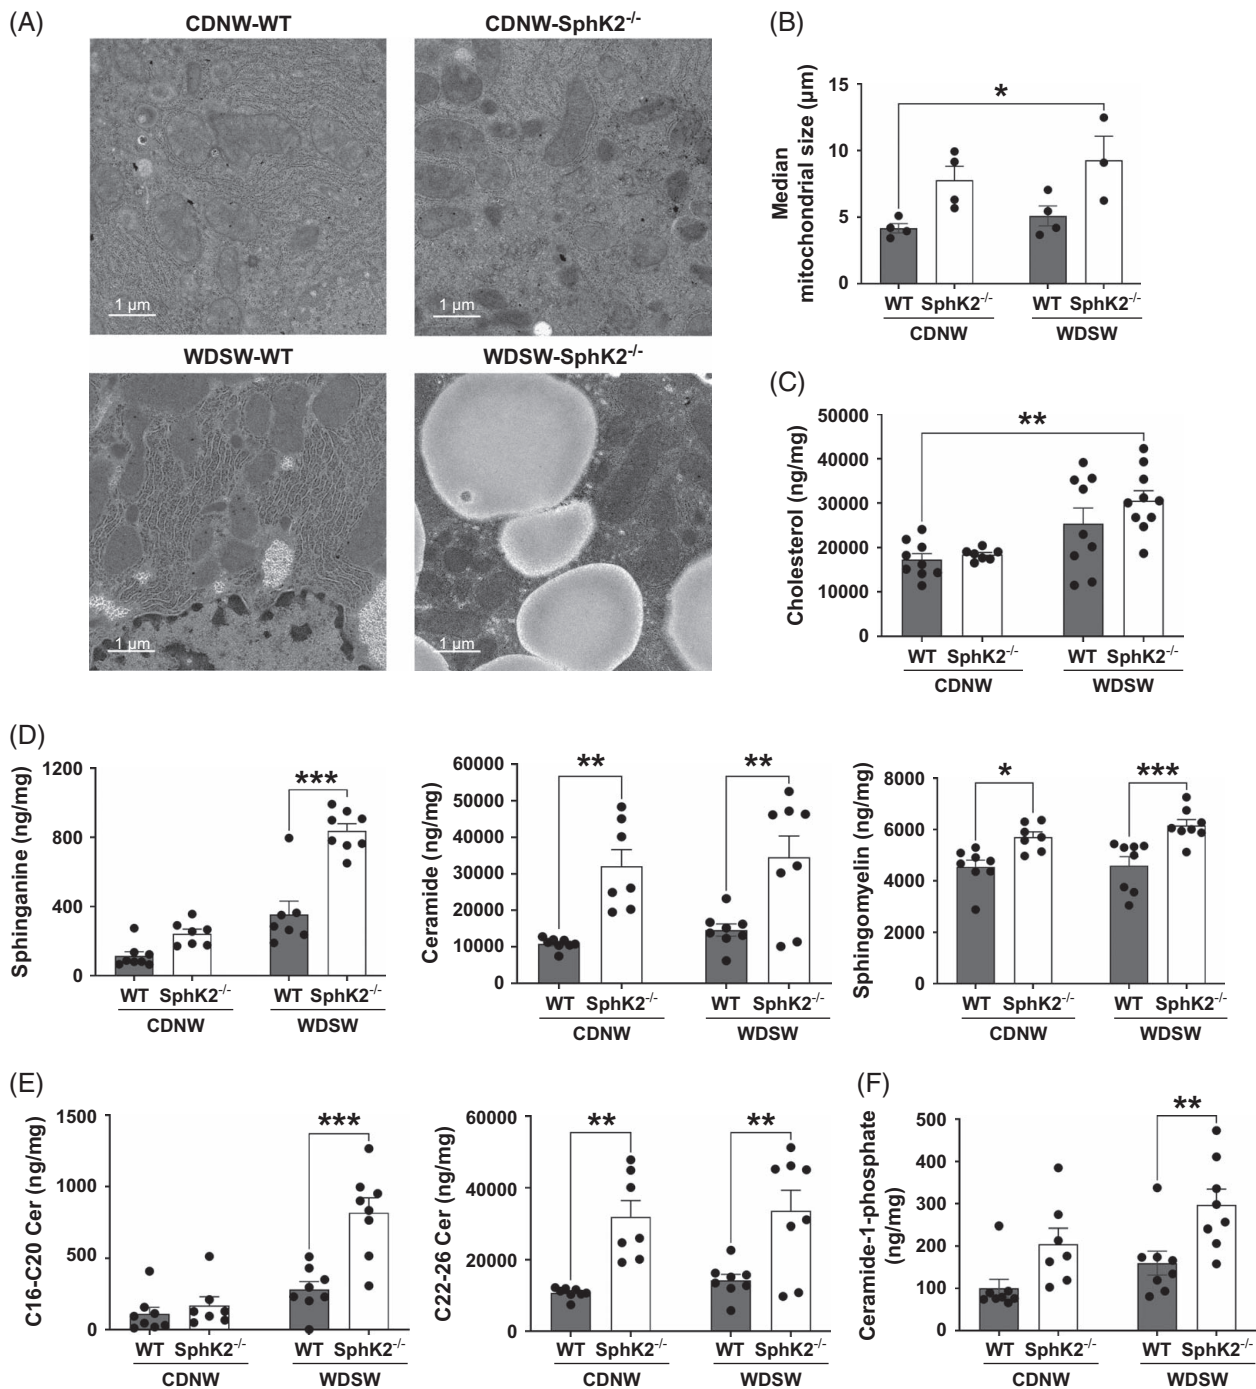 (A)
CDNW-WT
CDNW-SphK2-/-
1 µm
1 µm
WDSW-WT
WDSW-SphK2-/-
1 µm
1 µm
(B)
Median
mitochondrial size (µm)
15
10
5
0
*
WT SphK2-/- WT SphK2-/-
CDNW WDSW
(C)
Cholesterol (ng/mg)
50000
40000
30000
20000
10000
0
**
WT SphK2-/- WT SphK2-/-
CDNW WDSW
(D)
Sphinganine (ng/mg)
1200
800
400
0
***
WT SphK2-/- WT SphK2-/-
CDNW WDSW
Ceramide (ng/mg)
60000
50000
40000
30000
20000
10000
0
** **
WT SphK2-/- WT SphK2-/-
CDNW WDSW
Sphingomyelin (ng/mg)
8000
6000
4000
2000
0
* ***
WT SphK2-/- WT SphK2-/-
CDNW WDSW
(E)
C16-C20 Cer (ng/mg)
1500
1000
500
0
***
WT SphK2-/- WT SphK2-/-
CDNW WDSW
C22-26 Cer (ng/mg)
60000
40000
20000
0
** **
WT SphK2-/- WT SphK2-/-
CDNW WDSW
(F)
Ceramide-1-phosphate
(ng/mg)
500
400
300
200
100
0
**
WT SphK2-/- WT SphK2-/-
CDNW WDSW